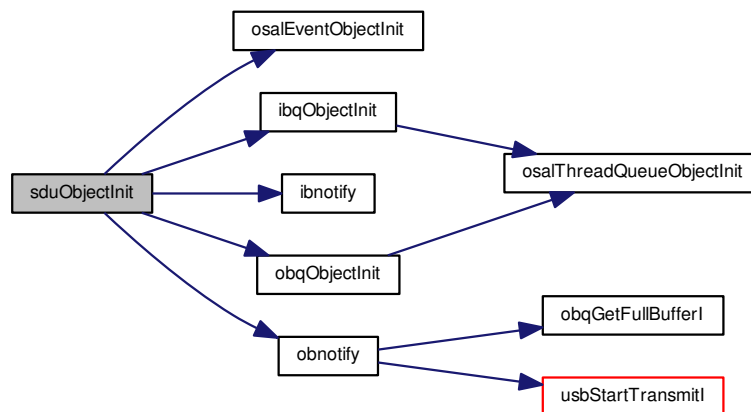 osalEventObjectInit
ibqObjectInit
osalThreadQueueObjectInit
sduObjectInit
ibnotify
obqObjectInit
obqGetFullBufferI
obnotify
usbStartTransmitI